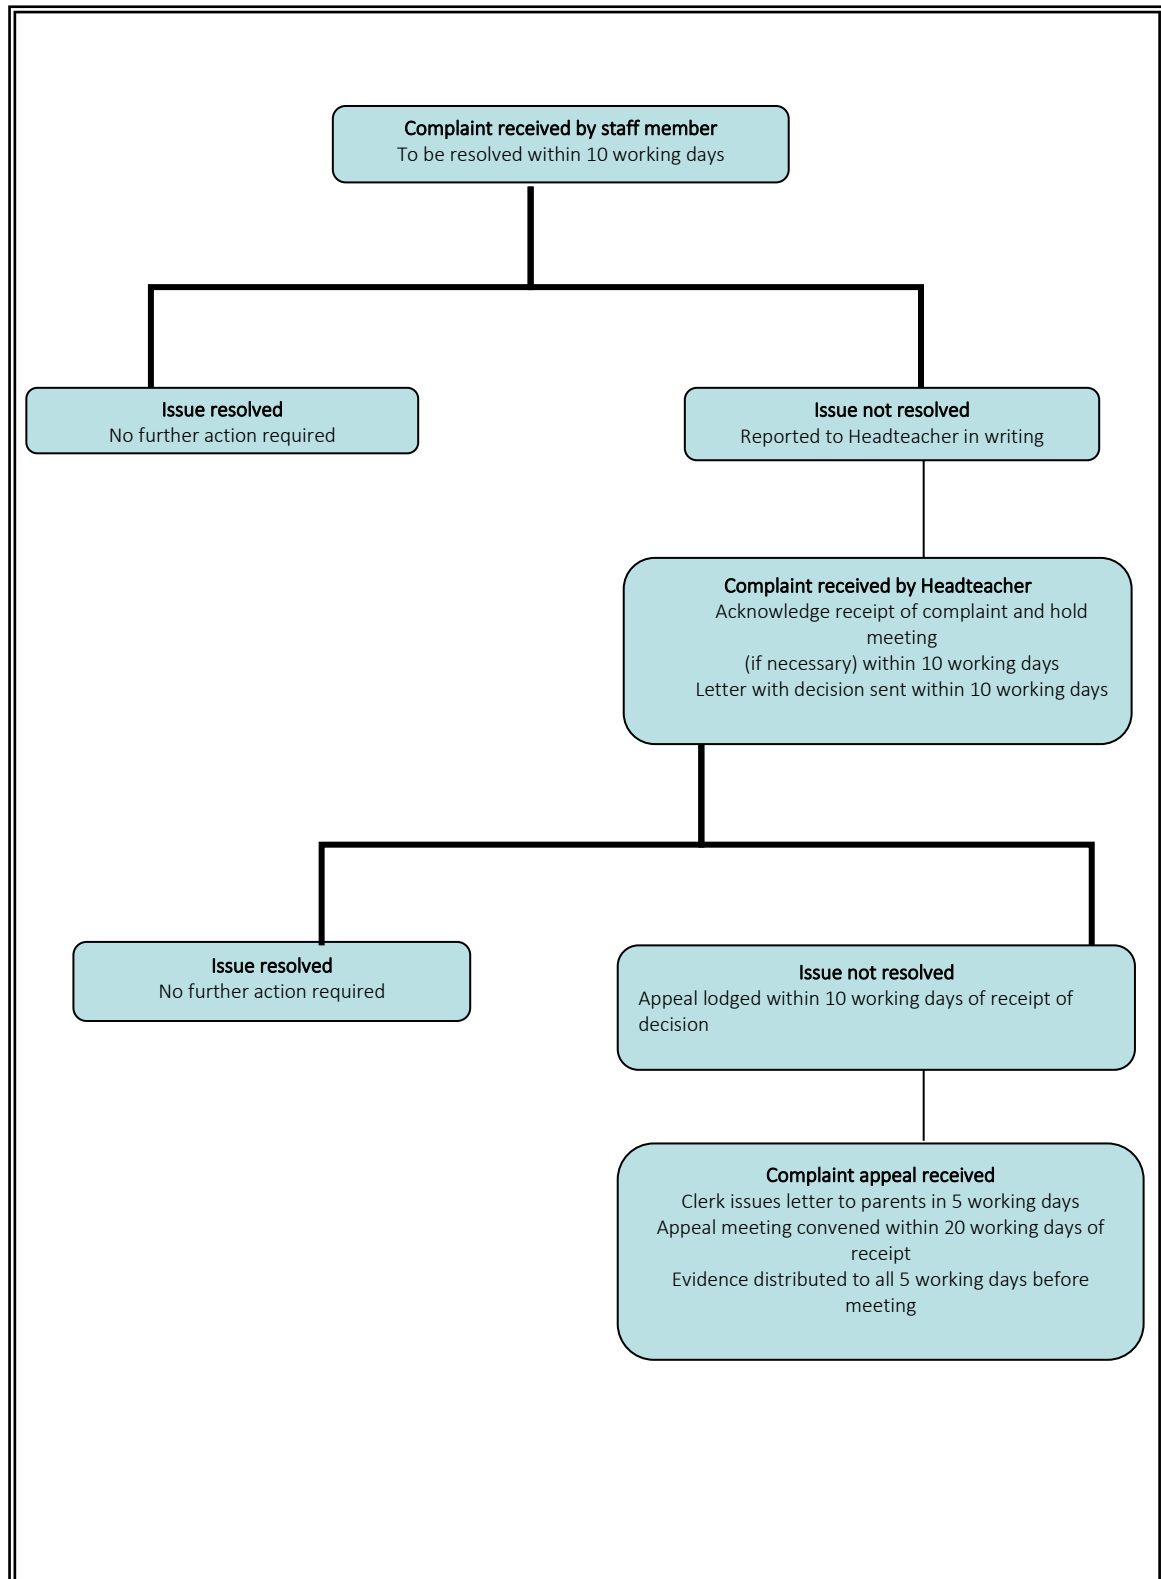 Complaint received by staff member
To be resolved within 10 working days
Issue resolved
No further action required
Issue not resolved
Reported to Headteacher in writing
Complaint received by Headteacher
Acknowledge receipt of complaint and hold
meeting
(if necessary) within 10 working days
Letter with decision sent within 10 working days
Issue resolved
No further action required
Issue not resolved
Appeal lodged within 10 working days of receipt of
decision
Complaint appeal received
Clerk issues letter to parents in 5 working days
Appeal meeting convened within 20 working days of
receipt
Evidence distributed to all 5 working days before
meeting